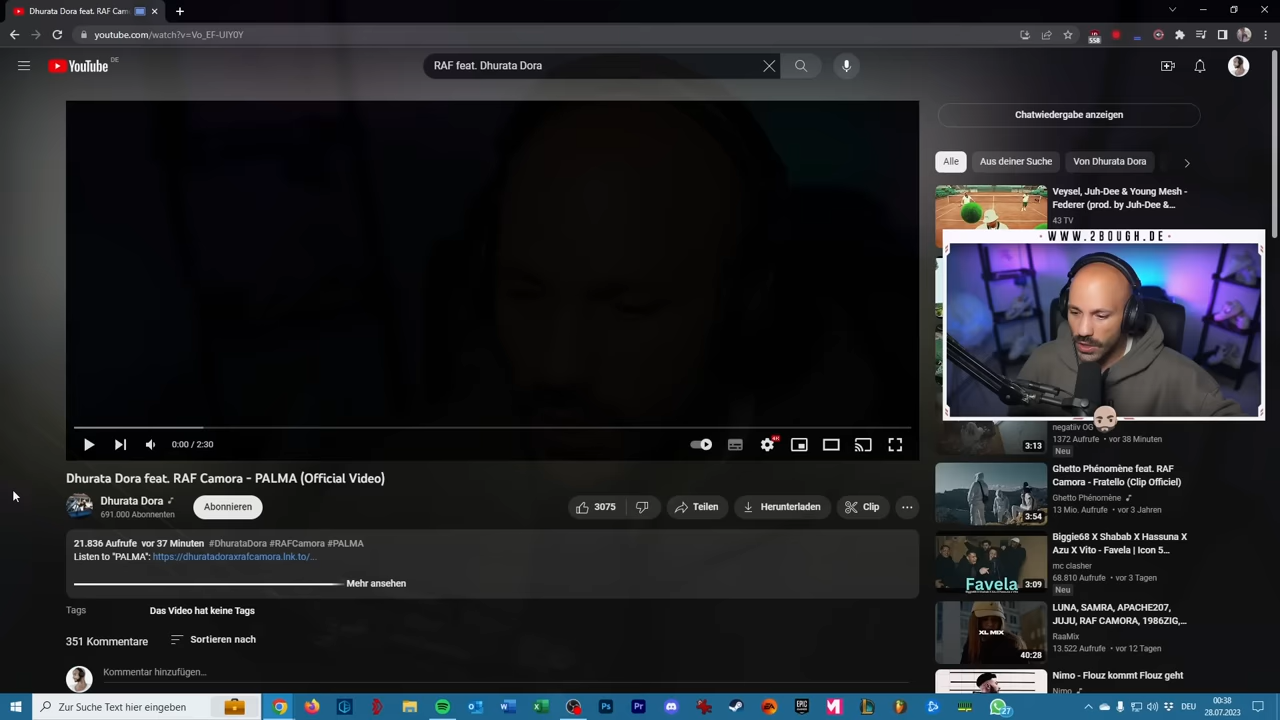 Dhurata Dora feat. RAF Cam
youtube.com/watch?v=Vo_EF-UIY0Y
558
YouTube DE
RAF feat. Dhurata Dora
Chatwiedergabe anzeigen
Alle
Aus deiner Suche
Von Dhurata Dora
Veysel, Juh-Dee & Young Mesh -
Federer (prod. by Juh-Dee &...
43 TV
· WWW.2BOUGH.DE ·
0:00 / 2:30
4K
negatiiv OG
1372 Aufrufe • vor 38 Minuten
Neu
3:13
Dhurata Dora feat. RAF Camora - PALMA (Official Video)
Dhurata Dora
691.000 Abonnenten
Abonnieren
3075
Teilen
Herunterladen
Clip
Ghetto Phénomène feat. RAF
Camora - Fratello (Clip Officiel)
Ghetto Phénomène
13 Mio. Aufrufe • vor 3 Jahren
3:54
21.836 Aufrufe vor 37 Minuten #DhurataDora #RAFCamora #PALMA
Listen to "PALMA": https://dhuratadoraxrafcamora.lnk.to/...
Mehr ansehen
Biggie68 X Shabab X Hassuna X
Azu X Vito - Favela | Icon 5...
mc clasher
68.810 Aufrufe • vor 3 Tagen
Neu
Favela
3:09
Tags
Das Video hat keine Tags
351 Kommentare
Sortieren nach
LUNA, SAMRA, APACHE207,
JUJU, RAF CAMORA, 1986ZIG,...
RaaMix
13.522 Aufrufe • vor 12 Tagen
XL MIX
40:28
Kommentar hinzufügen...
Nimo - Flouz kommt Flouz geht
Nimo
Zur Suche Text hier eingeben
EPIC
27
DEU
00:38
28.07.2023